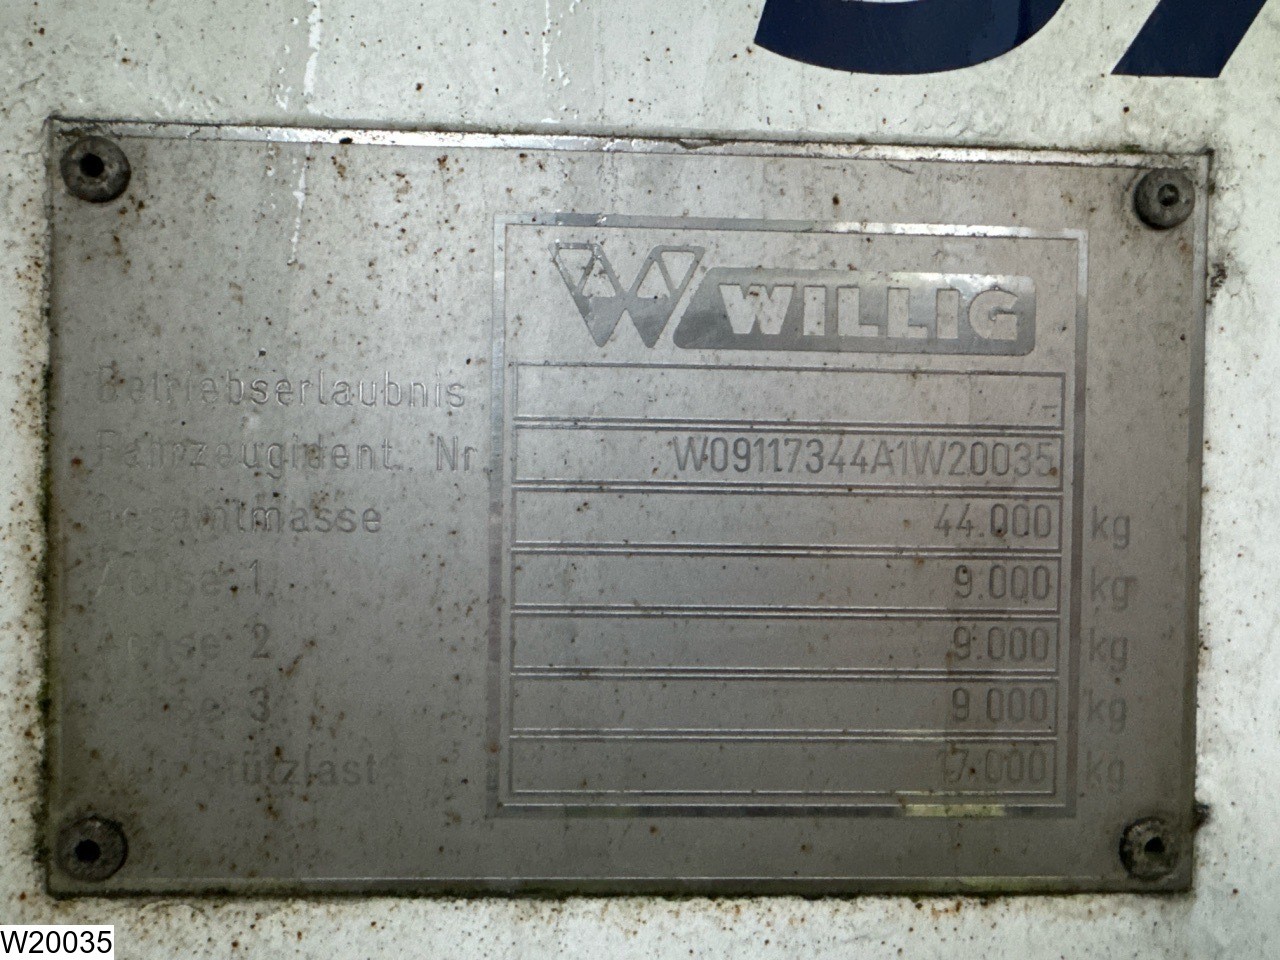 WILLIG
Betriebserlaubnis
Fahrzeugident. Nr. W09117344A1W20035
Gesamtmasse 44.000 kg
Achse 1 9.000 kg
Achse 2 9.000 kg
Achse 3 9.000 kg
Stützlast 17.000 kg
W20035